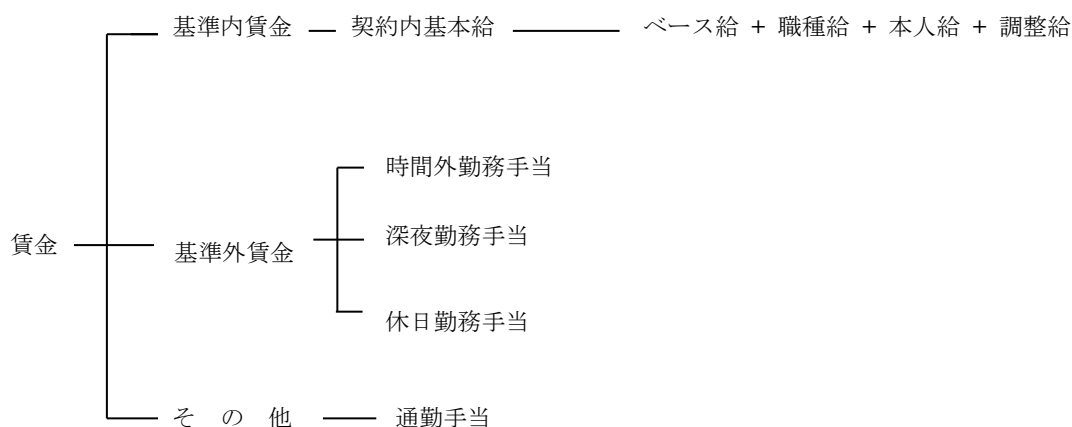 基準内賃金 契約内基本給 ベース給 + 職種給 + 本人給 + 調整給
時間外勤務手当
深夜勤務手当
賃金 基準外賃金
休日勤務手当
そ の 他 通勤手当